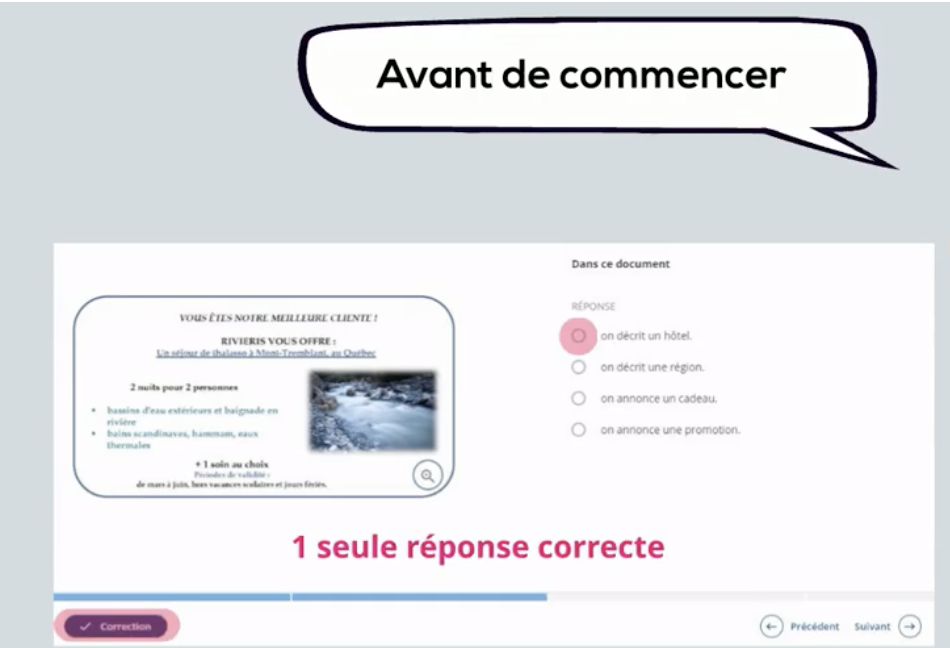 Avant de commencer
VOUS ÊTES NOTRE MEILLEURE CLIENTE !
RIVIERIS VOUS OFFRE :
Un séjour de thalasso à Mont-Tremblant, au Québec
2 nuits pour 2 personnes
• bassins d'eau extérieurs et baignade en
rivière
• bains scandinaves, hammam, eaux
thermales
+ 1 soin au choix
Périodes de validité :
de mars à juin, hors vacances scolaires et jours fériés.
Dans ce document
RÉPONSE
on décrit un hôtel.
on décrit une région.
on annonce un cadeau.
on annonce une promotion.
1 seule réponse correcte
Correction
Précédent Suivant